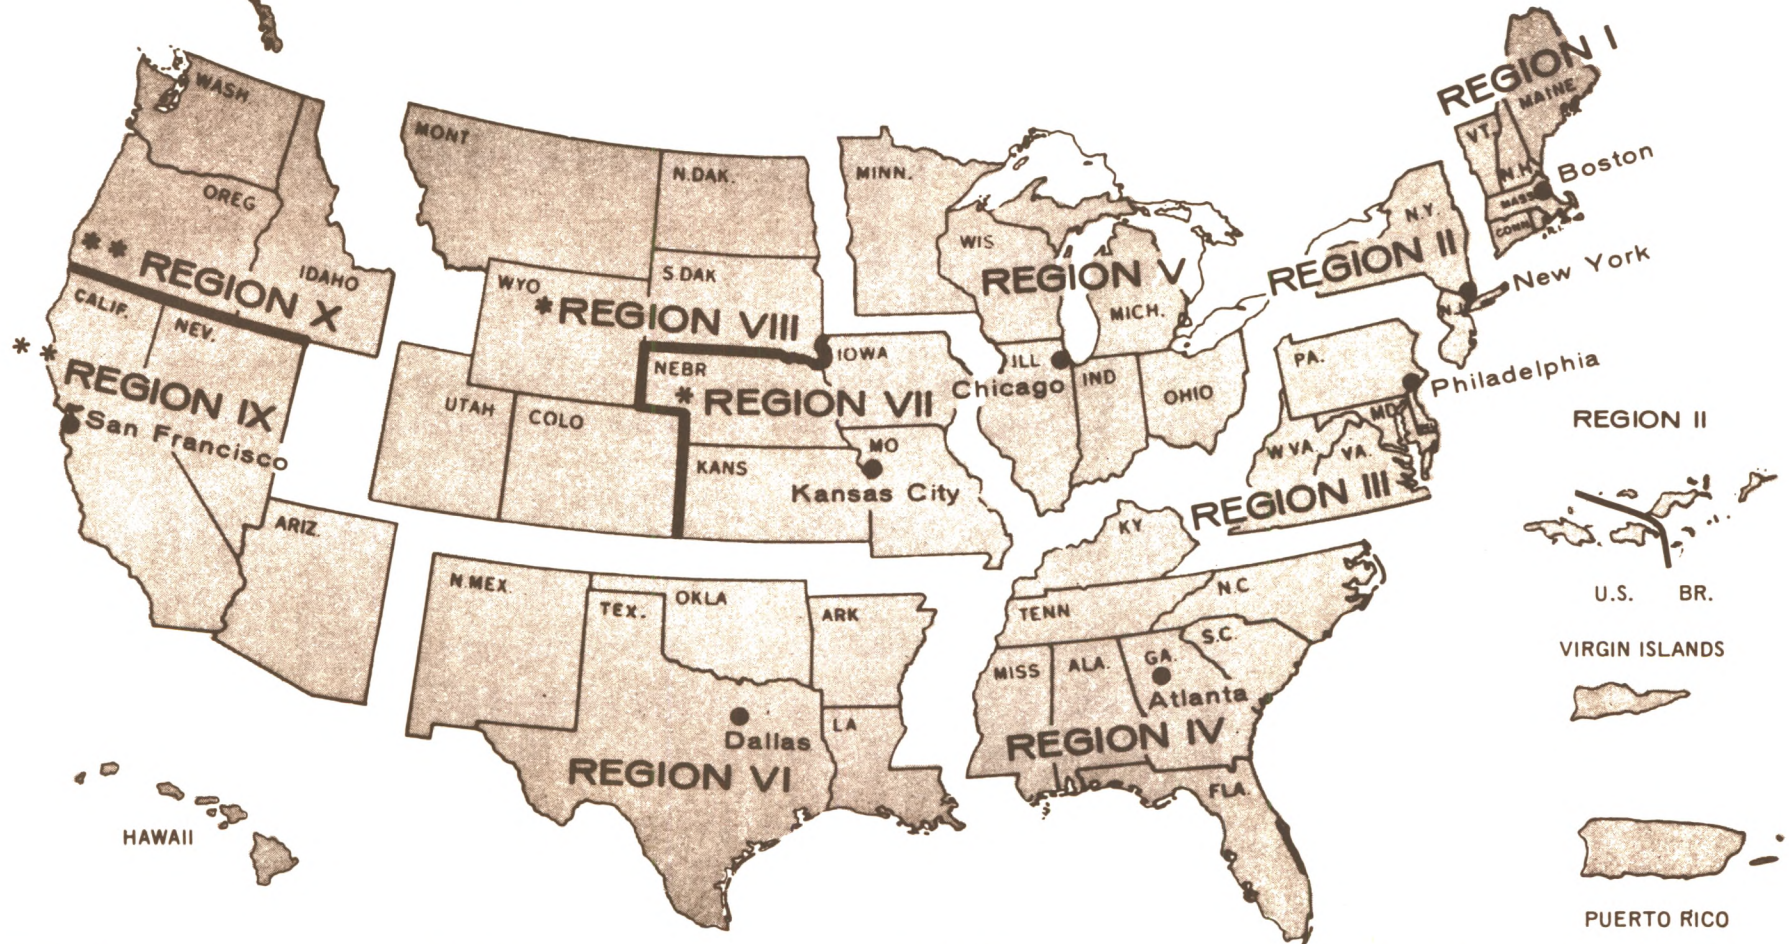 WASH.
OREG
IDAHO
* * REGION X
CALIF.
NEV.
* * REGION IX
San Francisco
ARIZ.
HAWAII
MONT
N.DAK.
S.DAK
WYO
* REGION VIII
UTAH
COLO
NEBR
IOWA
* REGION VII
KANS
MO
Kansas City
N.MEX.
TEX.
OKLA
ARK
LA
Dallas
REGION VI
MINN.
WIS
REGION V
MICH.
ILL
Chicago
IND
OHIO
KY
TENN
N.C
S.C.
MISS
ALA.
GA.
Atlanta
REGION IV
FLA.
REGION I
MAINE
VT.
N.H.
MASS
CONN
R.I.
Boston
N.Y.
REGION II
New York
N.J.
PA.
Philadelphia
MD.
W VA.
VA.
REGION III
REGION II
U.S. BR.
VIRGIN ISLANDS
PUERTO RICO